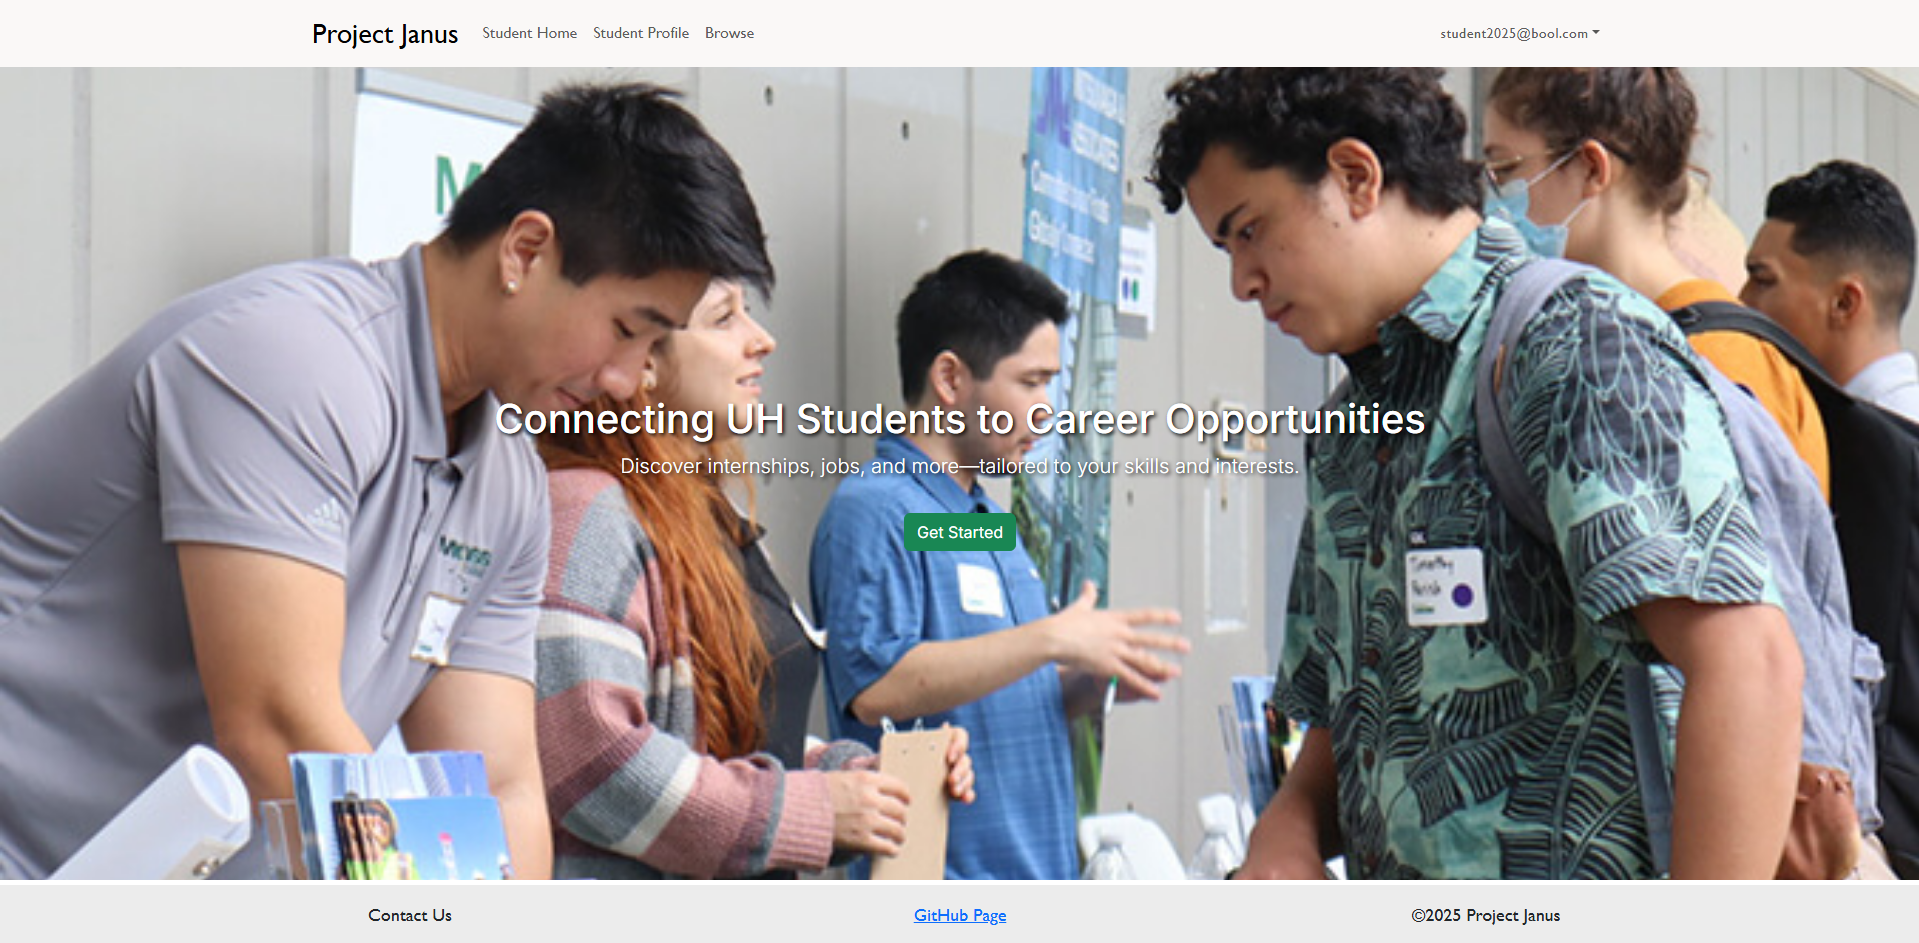 Project Janus
Student Home
Student Profile
Browse
student2025@bool.com
M
Connecting UH Students to Career Opportunities
Discover internships, jobs, and more—tailored to your skills and interests.
Get Started
Timothy
Contact Us
GitHub Page
©2025 Project Janus